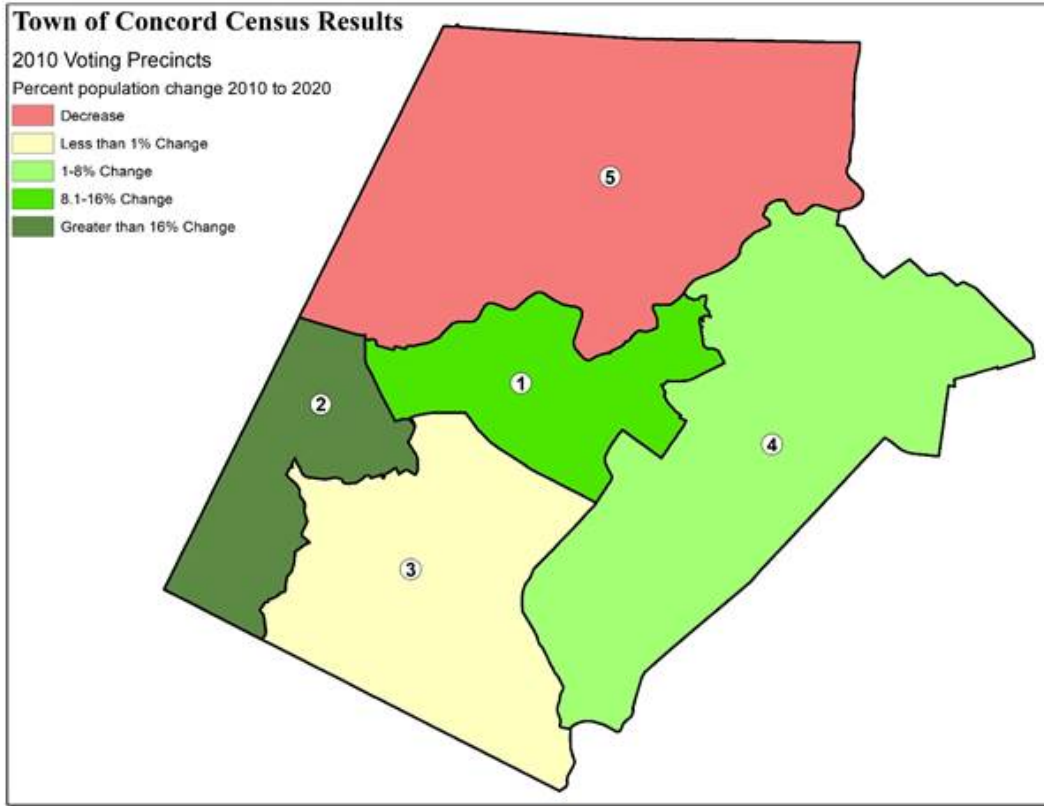 Town of Concord Census Results
2010 Voting Precincts
Percent population change 2010 to 2020
Decrease
Less than 1% Change
1-8% Change
8.1-16% Change
Greater than 16% Change
5
1
2
4
3